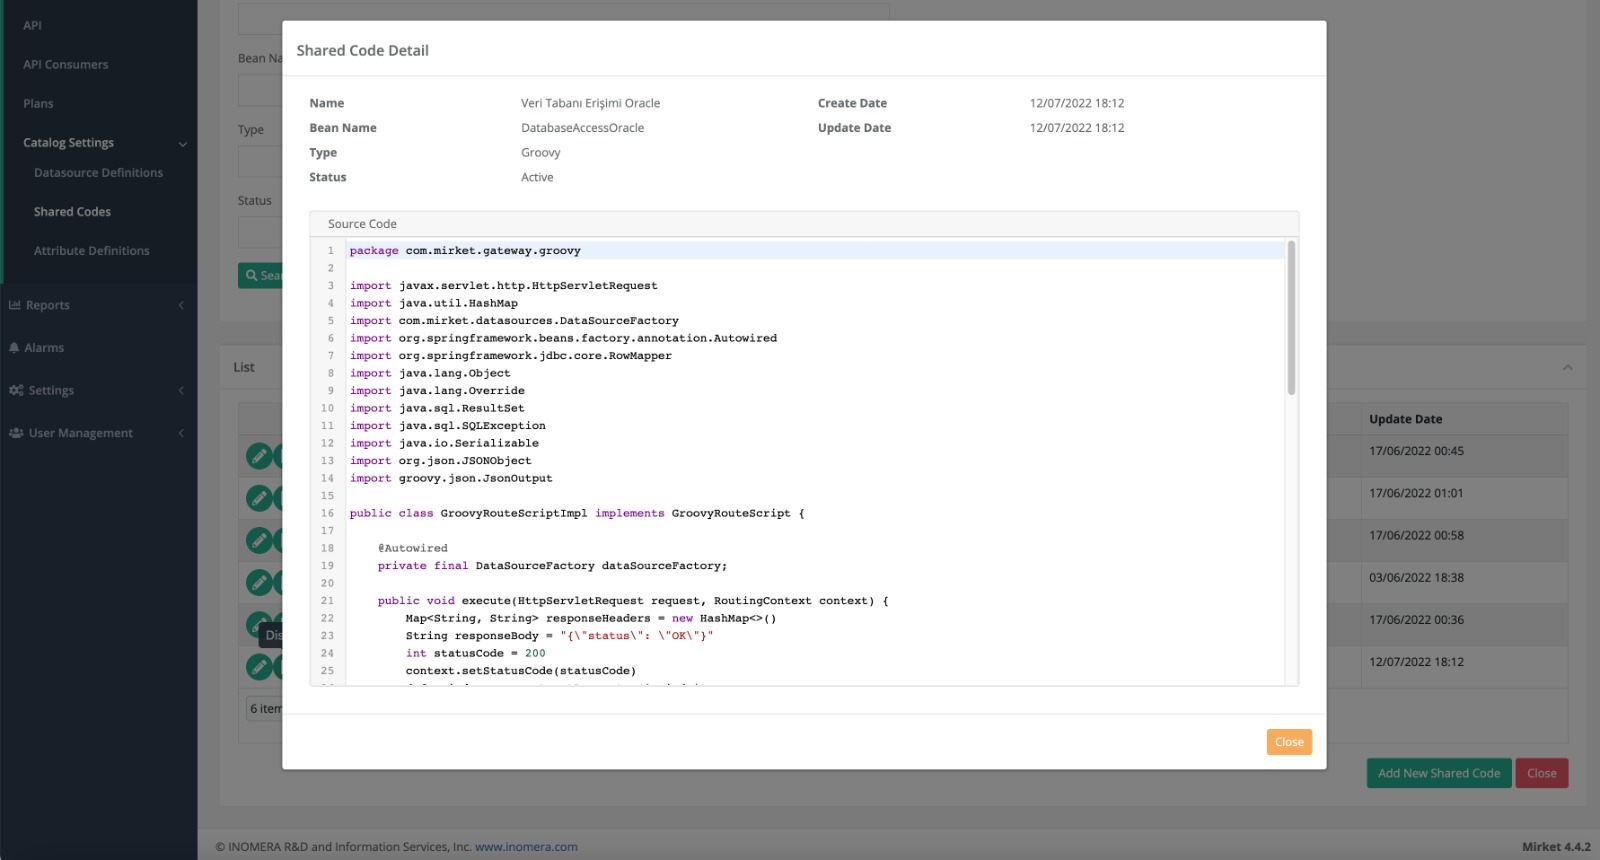 API
API Consumers
Plans
Catalog Settings
Datasource Definitions
Shared Codes
Attribute Definitions
Reports
Alarms
Settings
User Management
Bean
Type
Status
List
6
Shared Code Detail
Name Veri Tabanı Erişimi Oracle Create Date 12/07/2022 18:12
Bean Name DatabaseAccessOracle Update Date 12/07/2022 18:12
Type Groovy
Status Active
Source Code
1 package com.mirket.gateway.groovy
2
3 import javax.servlet.http.HttpServletRequest
4 import java.util.HashMap
5 import com.mirket.datasources.DataSourceFactory
6 import org.springframework.beans.factory.annotation.Autowired
7 import org.springframework.jdbc.core.RowMapper
8 import java.lang.Object
9 import java.lang.Override
10 import java.sql.ResultSet
11 import java.sql.SQLException
12 import java.io.Serializable
13 import org.json.JSONObject
14 import groovy.json.JsonOutput
15
16 public class GroovyRouteScriptImpl implements GroovyRouteScript {
17
18 @Autowired
19 private final DataSourceFactory dataSourceFactory;
20
21 public void execute(HttpServletRequest request, RoutingContext context) {
22 Map<String, String> responseHeaders = new HashMap<>()
23 String responseBody = "{\"status\": \"OK\"}"
24 int statusCode = 200
25 context.setStatusCode(statusCode)
Close
Update Date
17/06/2022 00:45
17/06/2022 01:01
17/06/2022 00:58
03/06/2022 18:38
17/06/2022 00:36
12/07/2022 18:12
Add New Shared Code Close
© INOMERA R&D and Information Services, Inc. www.inomera.com Mirket 4.4.2